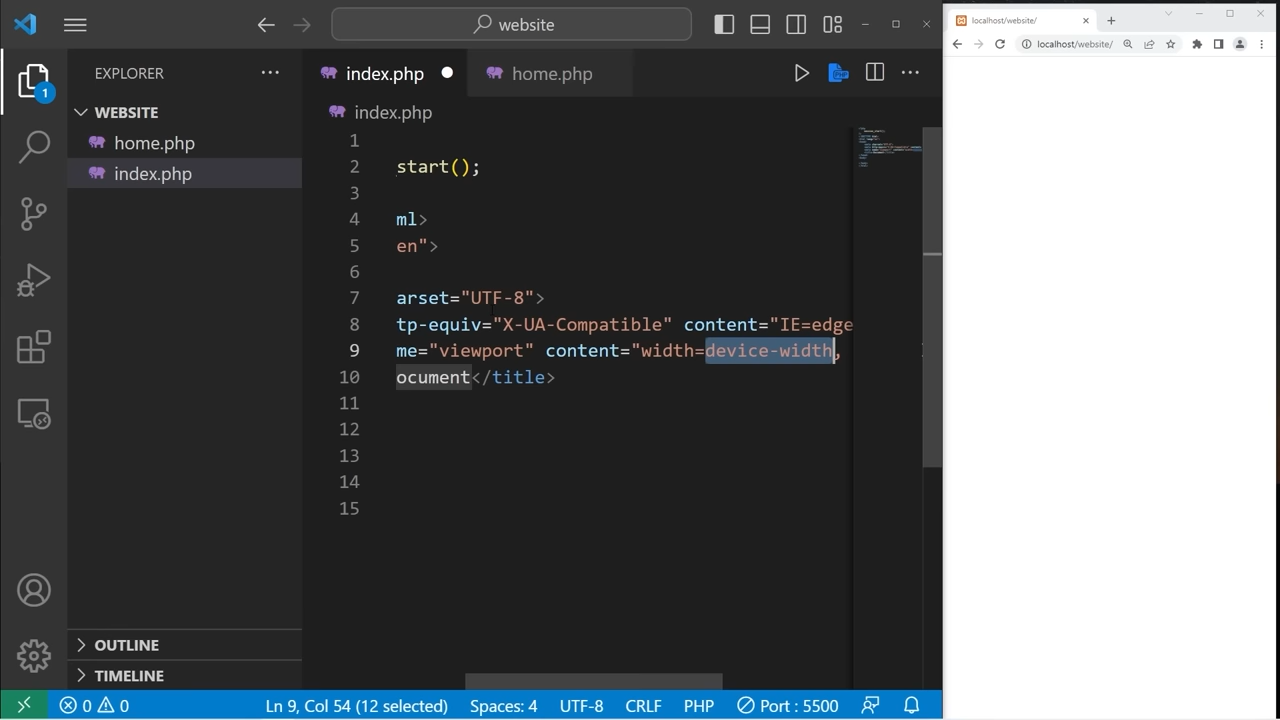 website
EXPLORER
WEBSITE
home.php
index.php
OUTLINE
TIMELINE
1
index.php
home.php
index.php
1
2 start();
3
4 ml>
5 en">
6
7 arset="UTF-8">
8 tp-equiv="X-UA-Compatible" content="IE=edge
9 me="viewport" content="width=device-width,
10 ocument</title>
11
12
13
14
15
PHP
0 0 Ln 9, Col 54 (12 selected) Spaces: 4 UTF-8 CRLF PHP Port : 5500
localhost/website/
localhost/website/